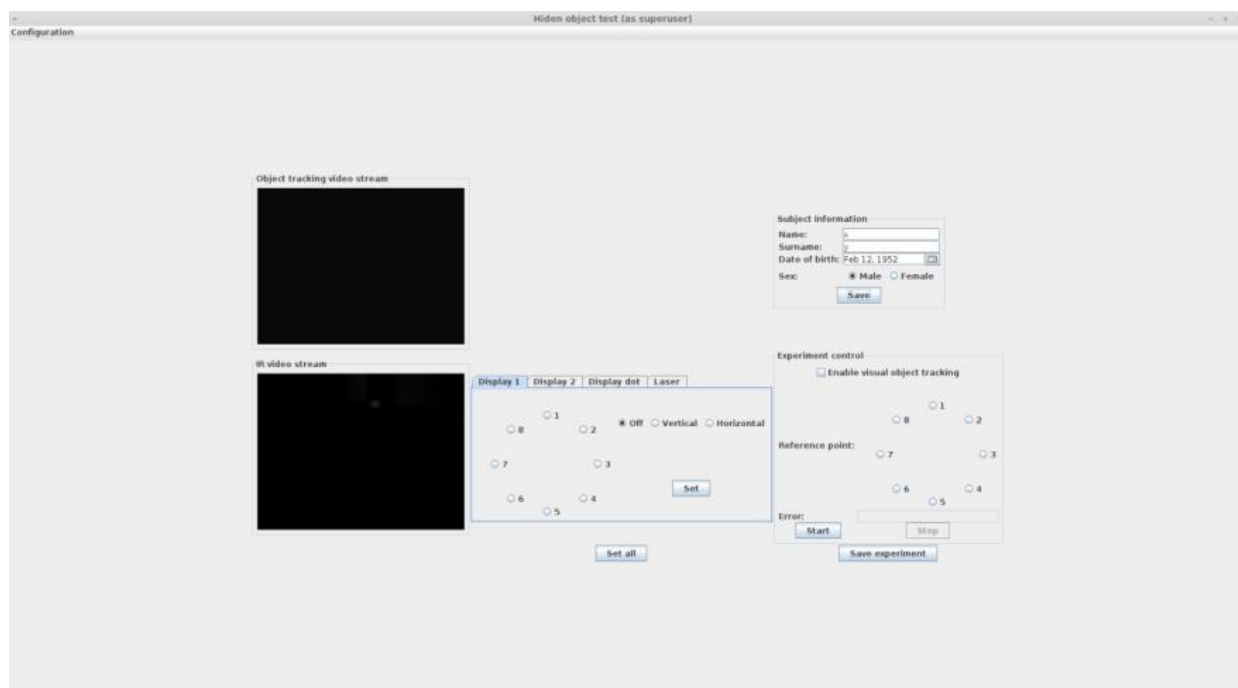 Hiden object test (as superuser)
Configuration
Object tracking video stream
IR video stream
Display 1 Display 2 Display dot Laser
1
8 2
Off Vertical Horizontal
7 3
6 4
5
Set
Set all
Subject information
Name: x
Surname: y
Date of birth: Feb 12, 1952
Sex: Male Female
Save
Experiment control
Enable visual object tracking
1
8 2
Reference point:
7 3
6 4
5
Error:
Start Stop
Save experiment